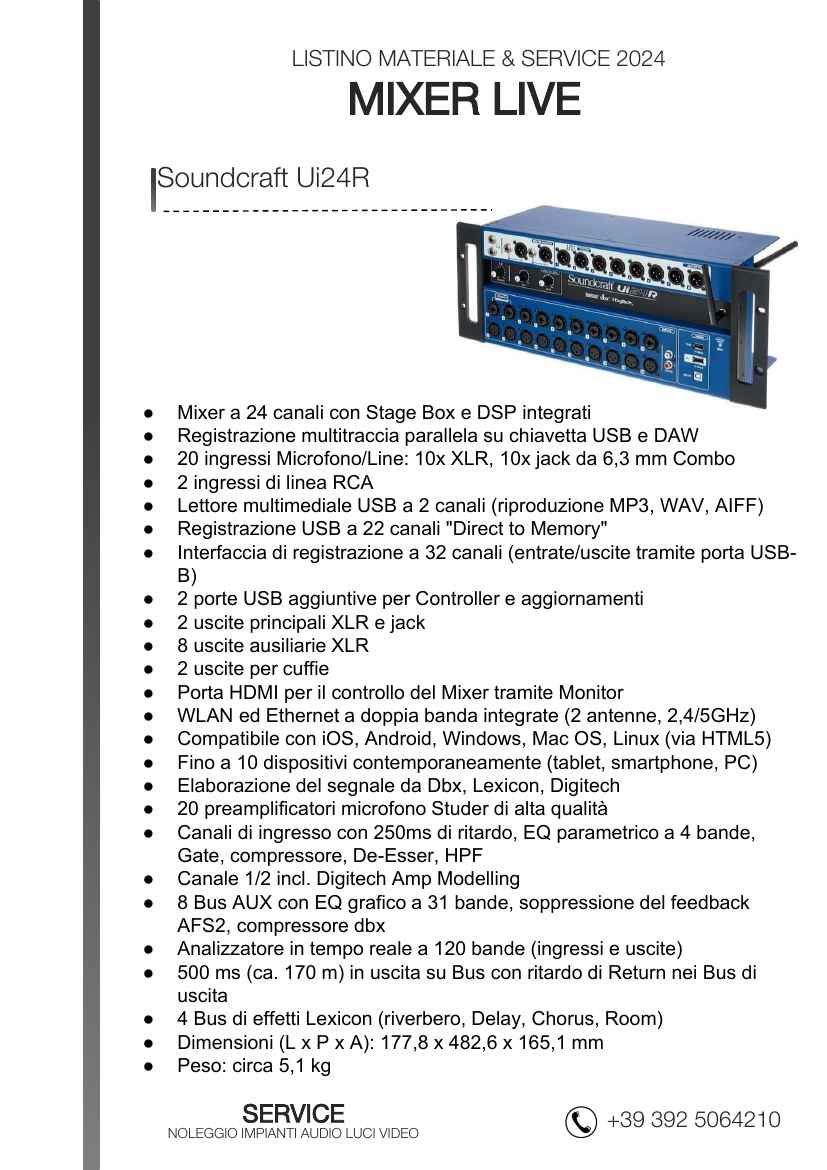 LISTINO MATERIALE & SERVICE 2024
MIXER LIVE
Soundcraft Ui24R
Soundcraft Ui24R
● Mixer a 24 canali con Stage Box e DSP integrati
● Registrazione multitraccia parallela su chiavetta USB e DAW
● 20 ingressi Microfono/Line: 10x XLR, 10x jack da 6,3 mm Combo
● 2 ingressi di linea RCA
● Lettore multimediale USB a 2 canali (riproduzione MP3, WAV, AIFF)
● Registrazione USB a 22 canali "Direct to Memory"
● Interfaccia di registrazione a 32 canali (entrate/uscite tramite porta USB-
B)
● 2 porte USB aggiuntive per Controller e aggiornamenti
● 2 uscite principali XLR e jack
● 8 uscite ausiliarie XLR
● 2 uscite per cuffie
● Porta HDMI per il controllo del Mixer tramite Monitor
● WLAN ed Ethernet a doppia banda integrate (2 antenne, 2,4/5GHz)
● Compatibile con iOS, Android, Windows, Mac OS, Linux (via HTML5)
● Fino a 10 dispositivi contemporaneamente (tablet, smartphone, PC)
● Elaborazione del segnale da Dbx, Lexicon, Digitech
● 20 preamplificatori microfono Studer di alta qualità
● Canali di ingresso con 250ms di ritardo, EQ parametrico a 4 bande,
Gate, compressore, De-Esser, HPF
● Canale 1/2 incl. Digitech Amp Modelling
● 8 Bus AUX con EQ grafico a 31 bande, soppressione del feedback
AFS2, compressore dbx
● Analizzatore in tempo reale a 120 bande (ingressi e uscite)
● 500 ms (ca. 170 m) in uscita su Bus con ritardo di Return nei Bus di
uscita
● 4 Bus di effetti Lexicon (riverbero, Delay, Chorus, Room)
● Dimensioni (L x P x A): 177,8 x 482,6 x 165,1 mm
● Peso: circa 5,1 kg
SERVICE
NOLEGGIO IMPIANTI AUDIO LUCI VIDEO
+39 392 5064210